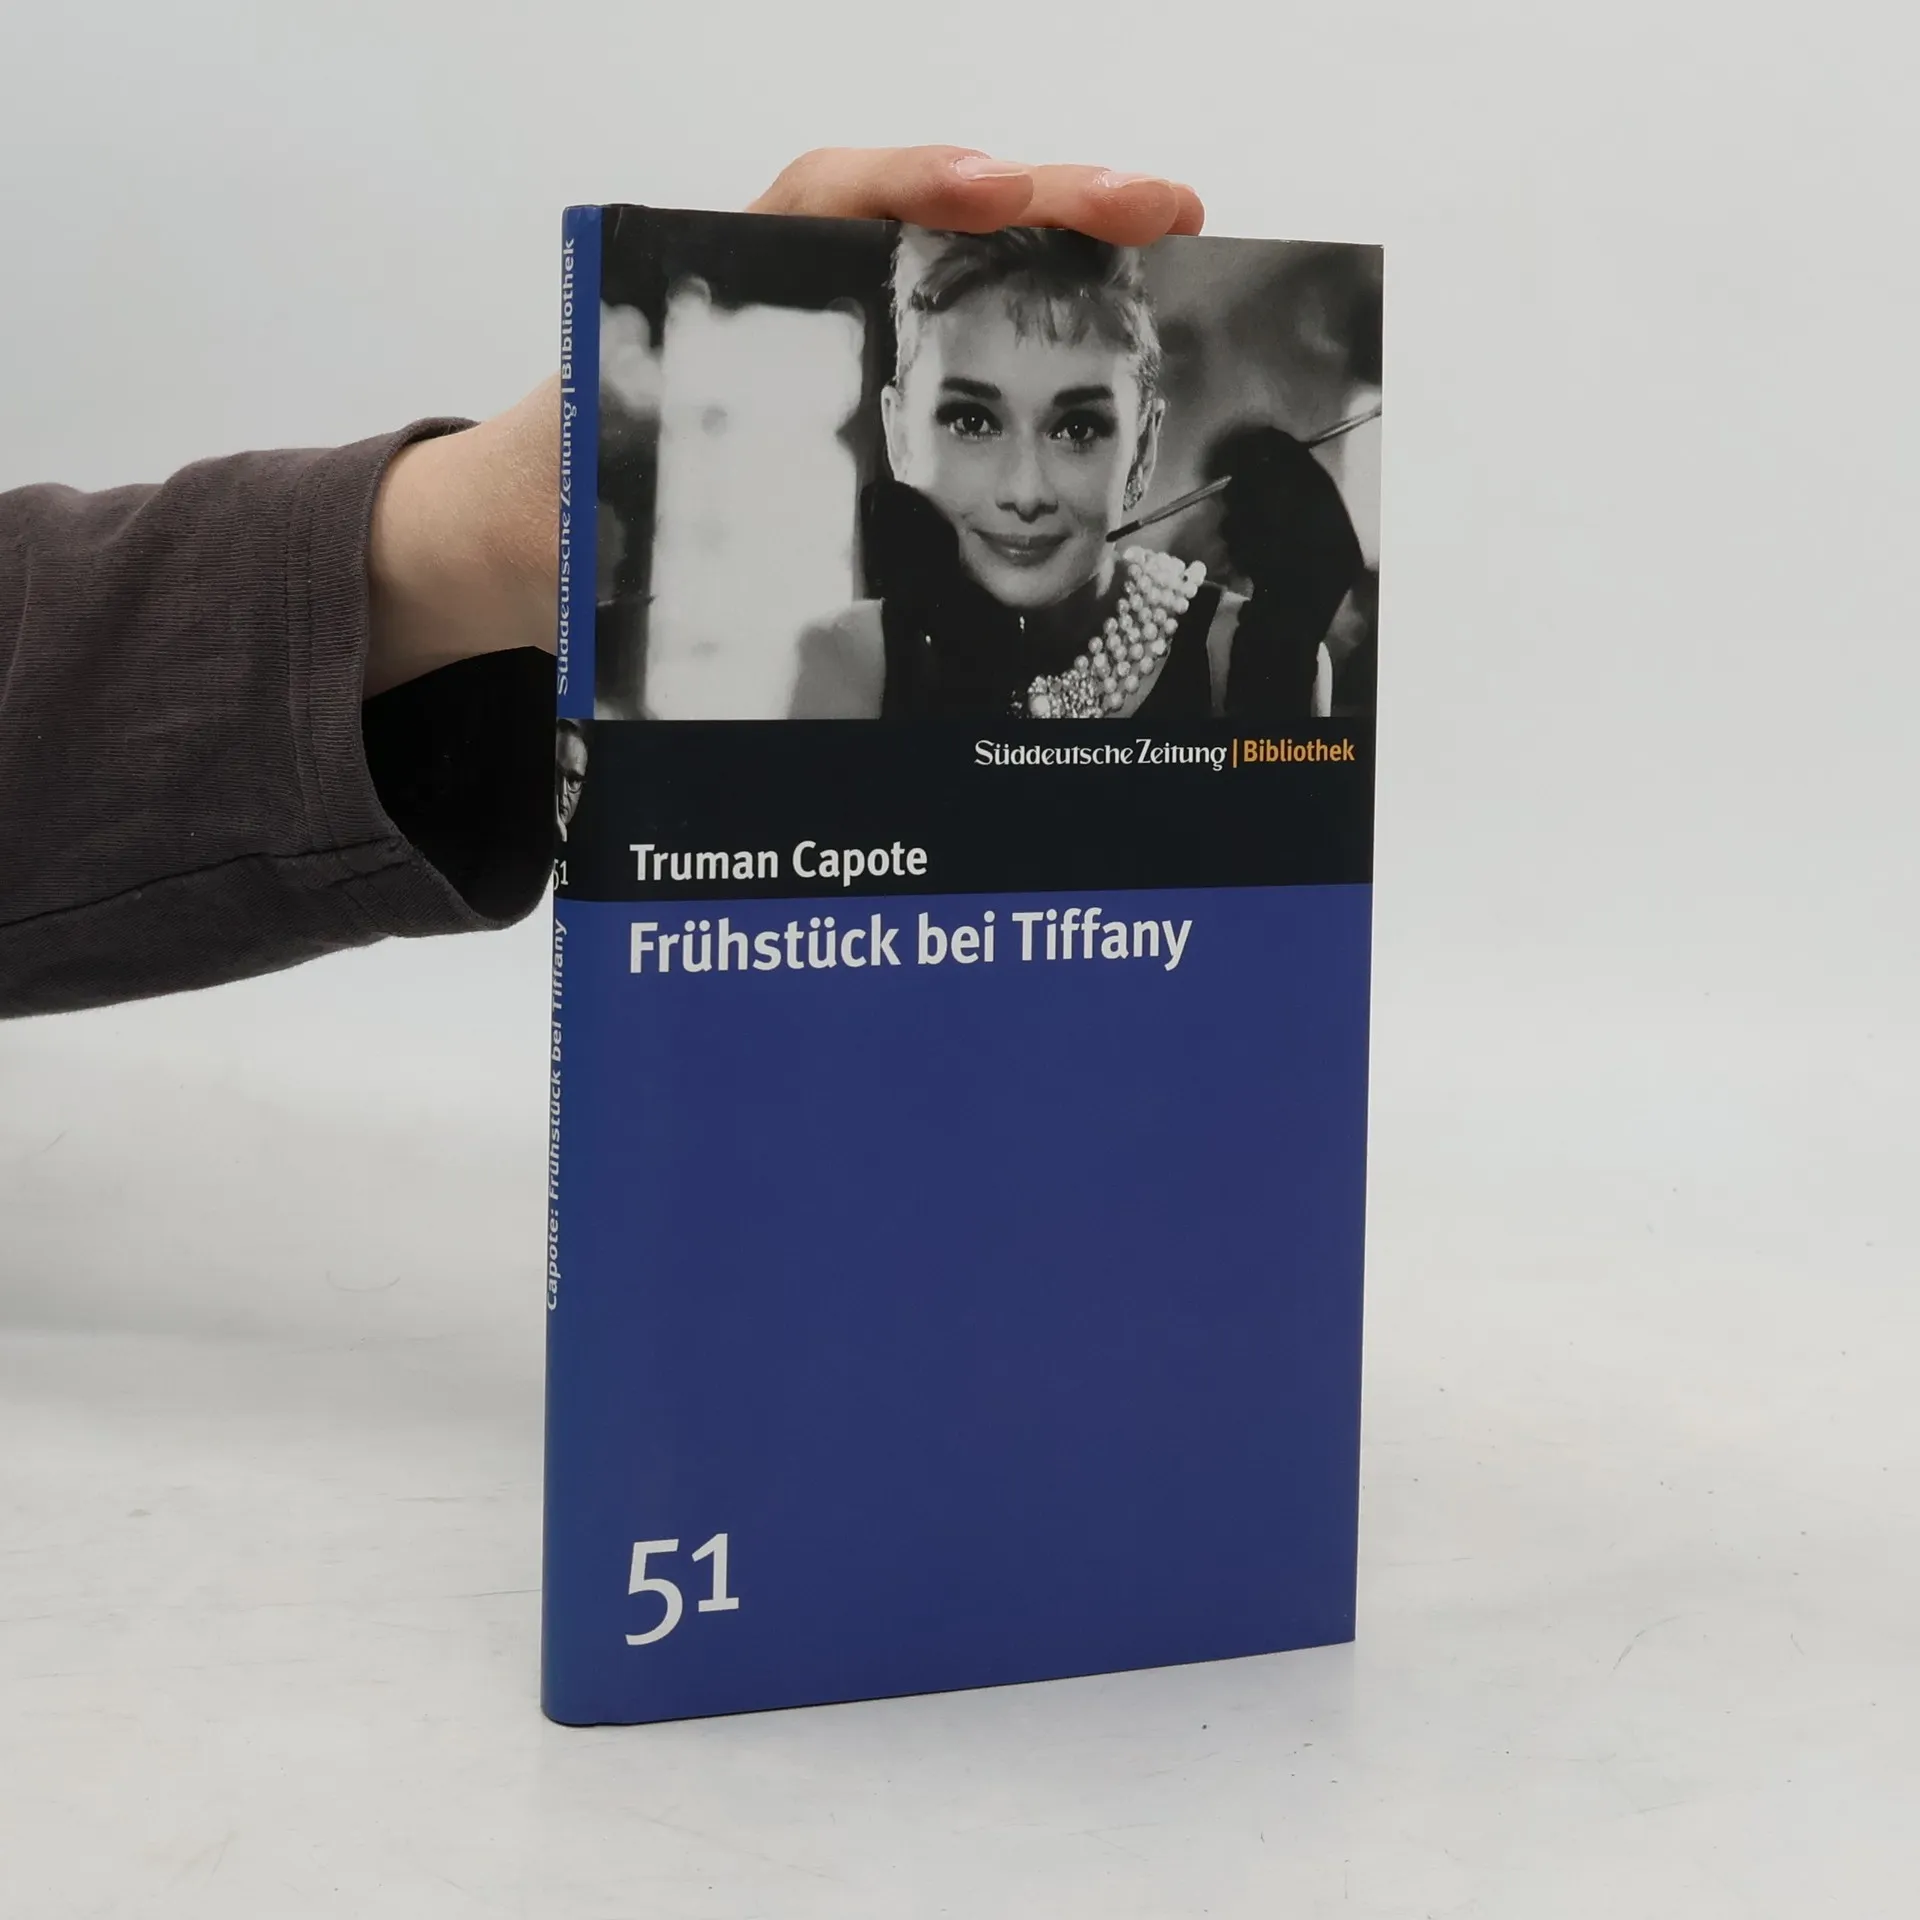 Süddeutsche Zeitung | Bibliothek
51
Capote: Frühstück bei Tiffany
Süddeutsche Zeitung | Bibliothek
Truman Capote
Frühstück bei Tiffany
51